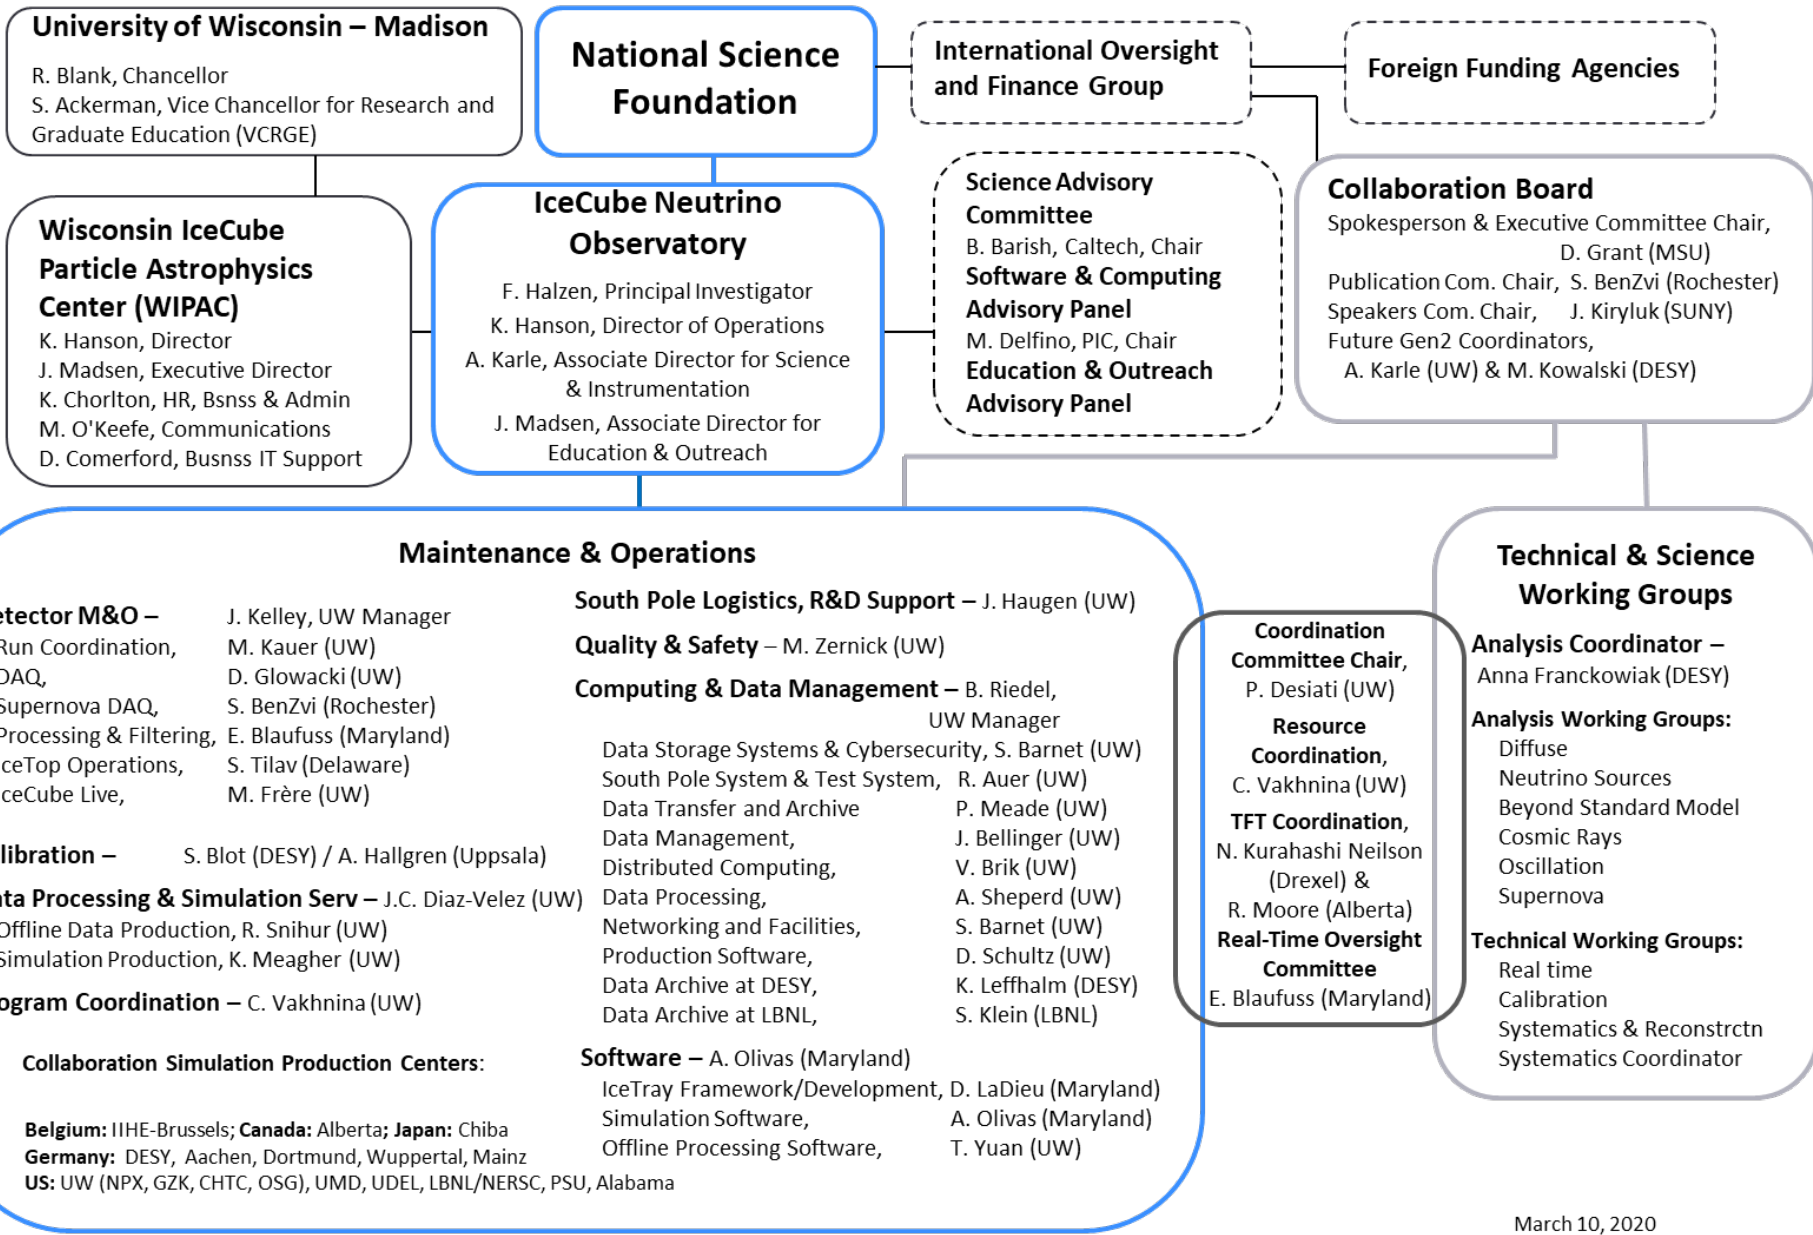 University of Wisconsin – Madison
R. Blank, Chancellor
S. Ackerman, Vice Chancellor for Research and
Graduate Education (VCRGE)
National Science
Foundation
International Oversight
and Finance Group
Foreign Funding Agencies
Wisconsin IceCube
Particle Astrophysics
Center (WIPAC)
K. Hanson, Director
J. Madsen, Executive Director
K. Chorlton, HR, Bsnss & Admin
M. O'Keefe, Communications
D. Comerford, Busnss IT Support
IceCube Neutrino
Observatory
F. Halzen, Principal Investigator
K. Hanson, Director of Operations
A. Karle, Associate Director for Science
& Instrumentation
J. Madsen, Associate Director for
Education & Outreach
Science Advisory
Committee
B. Barish, Caltech, Chair
Software & Computing
Advisory Panel
M. Delfino, PIC, Chair
Education & Outreach
Advisory Panel
Collaboration Board
Spokesperson & Executive Committee Chair,
D. Grant (MSU)
Publication Com. Chair, S. BenZvi (Rochester)
Speakers Com. Chair, J. Kiryluk (SUNY)
Future Gen2 Coordinators,
A. Karle (UW) & M. Kowalski (DESY)
Maintenance & Operations
etector M&O – J. Kelley, UW Manager
Run Coordination, M. Kauer (UW)
DAQ, D. Glowacki (UW)
Supernova DAQ, S. BenZvi (Rochester)
Processing & Filtering, E. Blaufuss (Maryland)
ceTop Operations, S. Tilav (Delaware)
ceCube Live, M. Frère (UW)
libration – S. Blot (DESY) / A. Hallgren (Uppsala)
ta Processing & Simulation Serv – J.C. Diaz-Velez (UW)
Offline Data Production, R. Snihur (UW)
Simulation Production, K. Meagher (UW)
ogram Coordination – C. Vakhnina (UW)
Collaboration Simulation Production Centers:
Belgium: IIHE-Brussels; Canada: Alberta; Japan: Chiba
Germany: DESY, Aachen, Dortmund, Wuppertal, Mainz
US: UW (NPX, GZK, CHTC, OSG), UMD, UDEL, LBNL/NERSC, PSU, Alabama
South Pole Logistics, R&D Support – J. Haugen (UW)
Quality & Safety – M. Zernick (UW)
Computing & Data Management – B. Riedel,
UW Manager
Data Storage Systems & Cybersecurity, S. Barnet (UW)
South Pole System & Test System, R. Auer (UW)
Data Transfer and Archive P. Meade (UW)
Data Management, J. Bellinger (UW)
Distributed Computing, V. Brik (UW)
Data Processing, A. Sheperd (UW)
Networking and Facilities, S. Barnet (UW)
Production Software, D. Schultz (UW)
Data Archive at DESY, K. Leffhalm (DESY)
Data Archive at LBNL, S. Klein (LBNL)
Software – A. Olivas (Maryland)
IceTray Framework/Development, D. LaDieu (Maryland)
Simulation Software, A. Olivas (Maryland)
Offline Processing Software, T. Yuan (UW)
Coordination
Committee Chair,
P. Desiati (UW)
Resource
Coordination,
C. Vakhnina (UW)
TFT Coordination,
N. Kurahashi Neilson
(Drexel) &
R. Moore (Alberta)
Real-Time Oversight
Committee
E. Blaufuss (Maryland)
Technical & Science
Working Groups
Analysis Coordinator –
Anna Franckowiak (DESY)
Analysis Working Groups:
Diffuse
Neutrino Sources
Beyond Standard Model
Cosmic Rays
Oscillation
Supernova
Technical Working Groups:
Real time
Calibration
Systematics & Reconstrctn
Systematics Coordinator
March 10, 2020